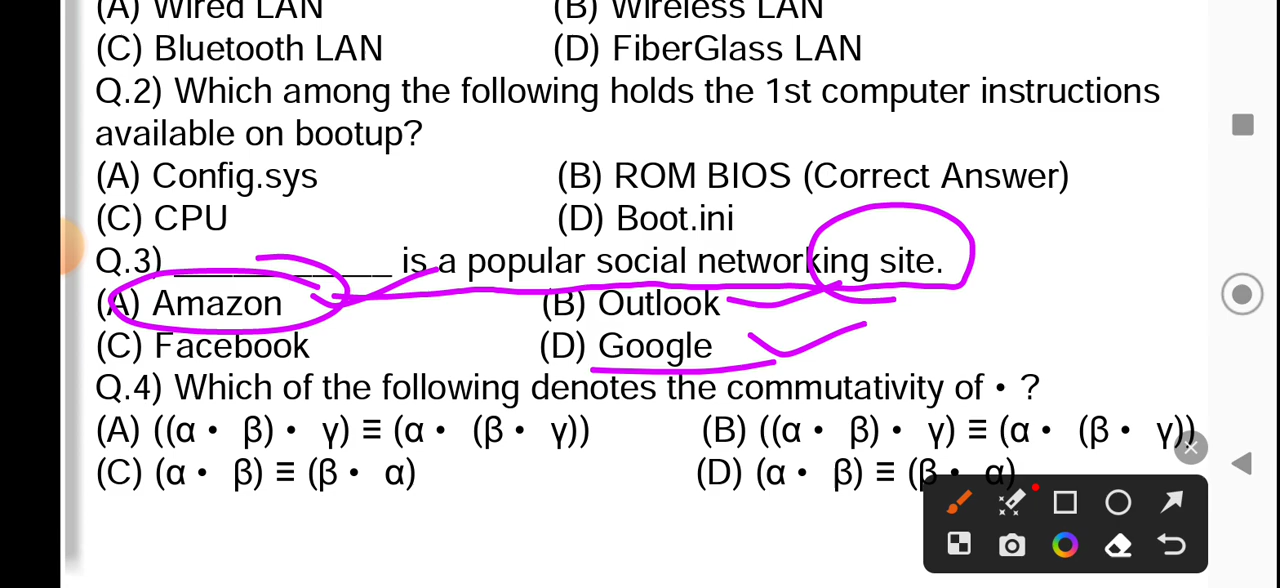 (A) Wired LAN (B) Wireless LAN
(C) Bluetooth LAN (D) FiberGlass LAN
Q.2) Which among the following holds the 1st computer instructions
available on bootup?
(A) Config.sys (B) ROM BIOS (Correct Answer)
(C) CPU (D) Boot.ini
Q.3) _____________ is a popular social networking site.
(A) Amazon (B) Outlook
(C) Facebook (D) Google
Q.4) Which of the following denotes the commutativity of • ?
(A) ((α • β) • γ) ≡ (α • (β • γ)) (B) ((α • β) • γ) ≡ (α • (β • γ))
(C) (α • β) ≡ (β • α) (D) (α • β) ≡ (β • α)